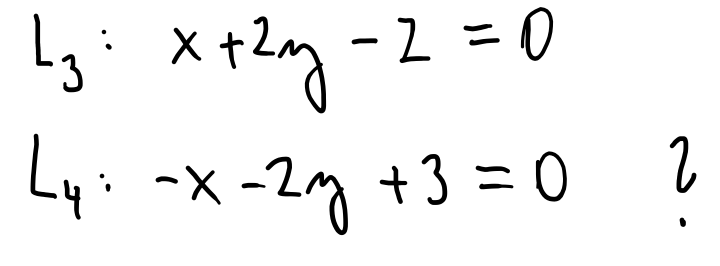 L₃: x + 2y - 2 = 0
L₄: -x - 2y + 3 = 0 ?